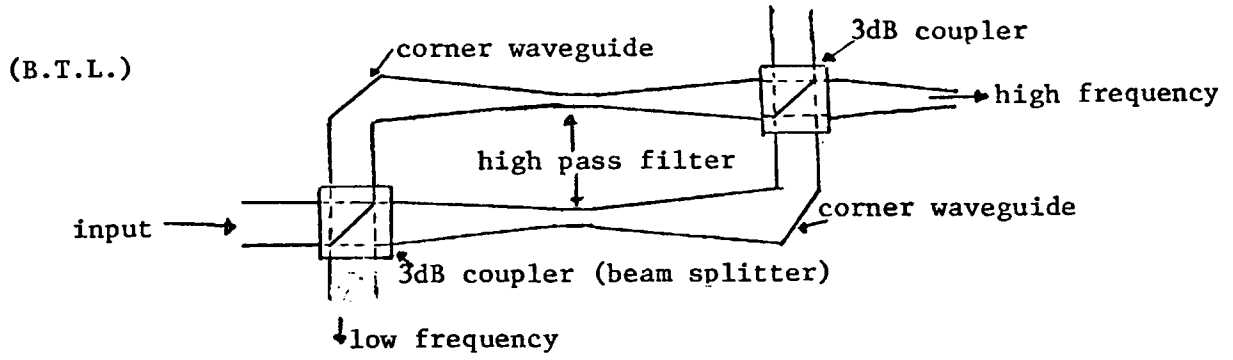 3dB coupler
corner waveguide
(B.T.L.)
high frequency
high pass filter
corner waveguide
input
3dB coupler (beam splitter)
low frequency